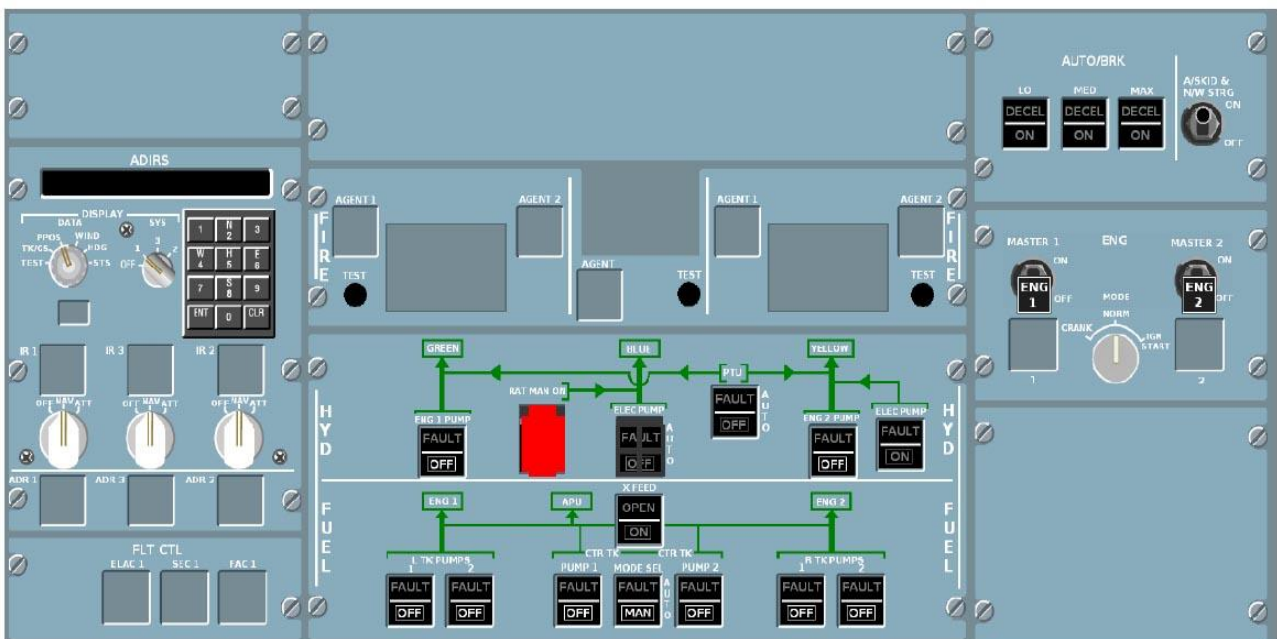 ADIRS
DISPLAY
DATA
SYS
PPOS
WIND
TK/GS
HDG
TEST
STS
OFF
1
3
2
1
N 2
3
W 4
H 5
E 6
7
S 8
9
ENT
0
CLR
IR 1
IR 3
IR 2
OFF NAV ATT
OFF NAV ATT
OFF NAV ATT
ADR 1
ADR 3
ADR 2
FLT CTL
ELAC 1
SEC 1
FAC 1
FIRE
AGENT 1
AGENT 2
TEST
AGENT
TEST
AGENT 1
AGENT 2
TEST
FIRE
HYD
GREEN
BLUE
YELLOW
PTU
RAT MAN ON
FAULT
OFF
AUTO
ENG 1 PUMP
FAULT
OFF
ELEC PUMP
FAULT
OFF
AUTO
ENG 2 PUMP
FAULT
OFF
ELEC PUMP
FAULT
ON
HYD
FUEL
ENG 1
APU
X FEED
OPEN
ON
ENG 2
L TK PUMPS
1
2
FAULT
OFF
FAULT
OFF
CTR TK
CTR TK
PUMP 1
MODE SEL
PUMP 2
FAULT
OFF
FAULT
MAN
AUTO
FAULT
OFF
R TK PUMPS
1
2
FAULT
OFF
FAULT
OFF
FUEL
AUTO/BRK
LO
MED
MAX
DECEL
ON
DECEL
ON
DECEL
ON
A/SKID &
N/W STRG
ON
OFF
MASTER 1
ENG
MASTER 2
ON
ENG
1
OFF
ON
ENG
2
OFF
MODE
NORM
CRANK
IGN
START
1
2